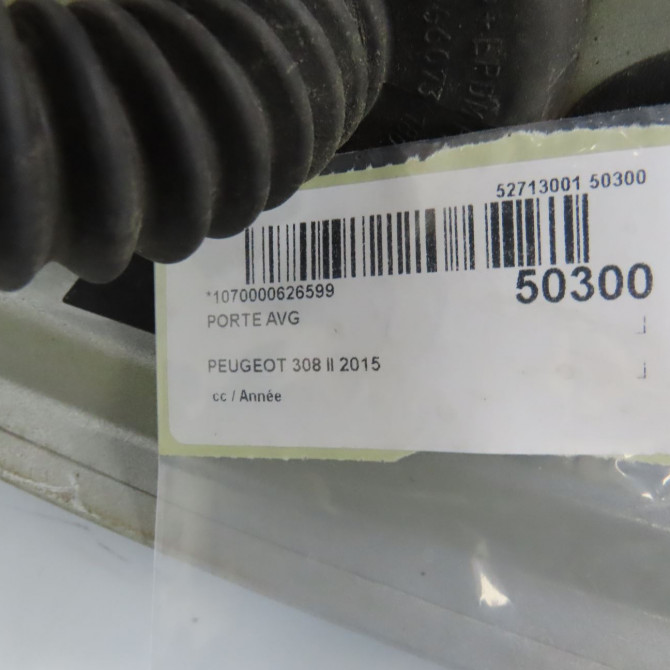 52713001 50300
*1070000626599
50300
PORTE AVG
PEUGEOT 308 II 2015
cc / Année